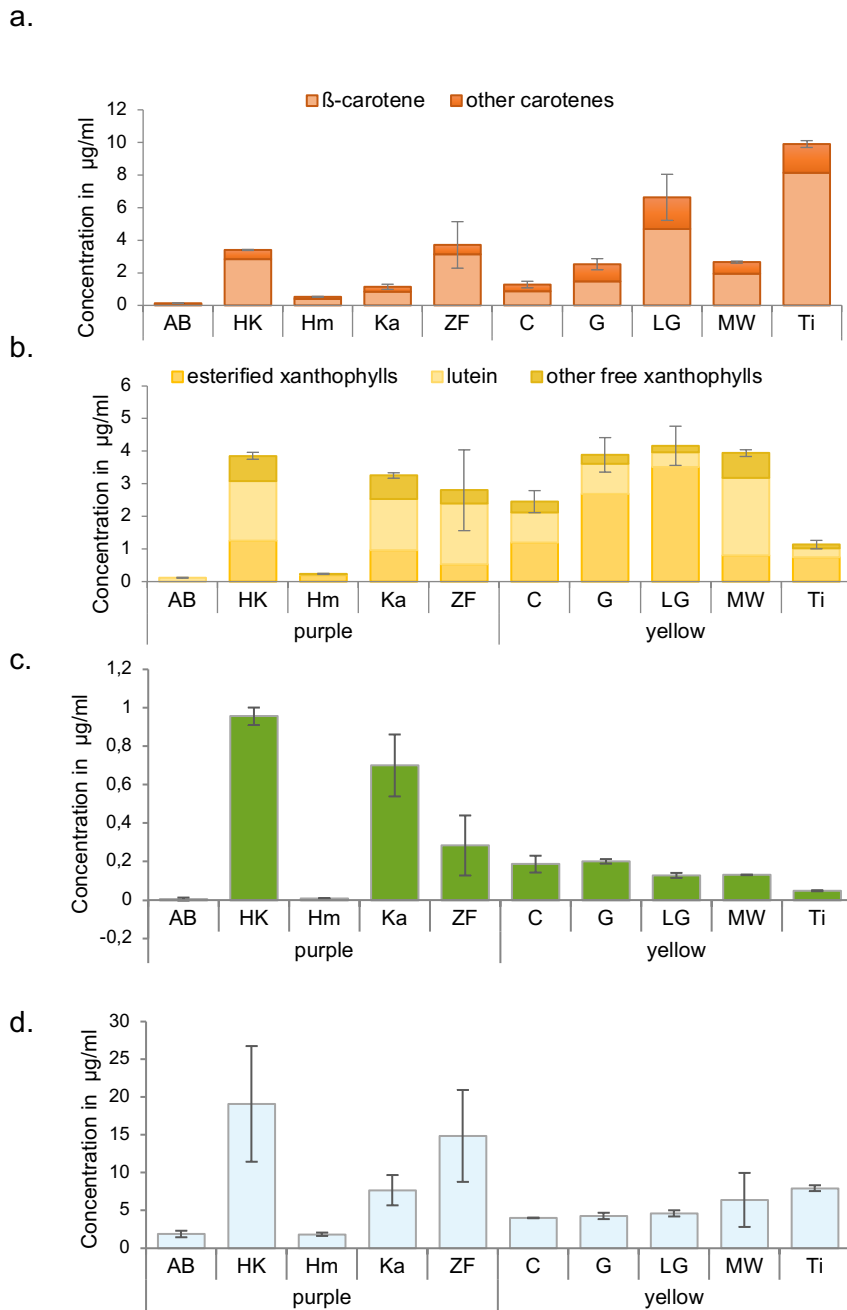 a.
ß-carotene other carotenes
Concentration in µg/ml
12
10
8
6
4
2
0
AB HK Hm Ka ZF C G LG MW Ti
b.
esterified xanthophylls lutein other free xanthophylls
Concentration in µg/ml
6
5
4
3
2
1
0
AB HK Hm Ka ZF C G LG MW Ti
purple yellow
c.
Concentration in µg/ml
1,2
1
0,8
0,6
0,4
0,2
0
-0,2
AB HK Hm Ka ZF C G LG MW Ti
purple yellow
d.
Concentration in µg/ml
30
25
20
15
10
5
0
AB HK Hm Ka ZF C G LG MW Ti
purple yellow